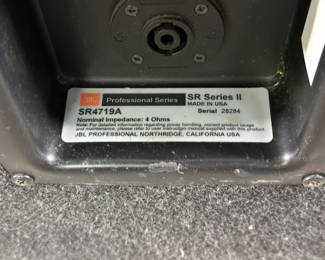 JBL Professional Series SR Series II
MADE IN USA
SR4719A Serial 28284
Nominal Impedance: 4 Ohms
Note: For detailed information regarding power handling, correct product usage
and maintenance, please refer to user instruction manual supplied with this product.
JBL PROFESSIONAL NORTHRIDGE, CALIFORNIA USA